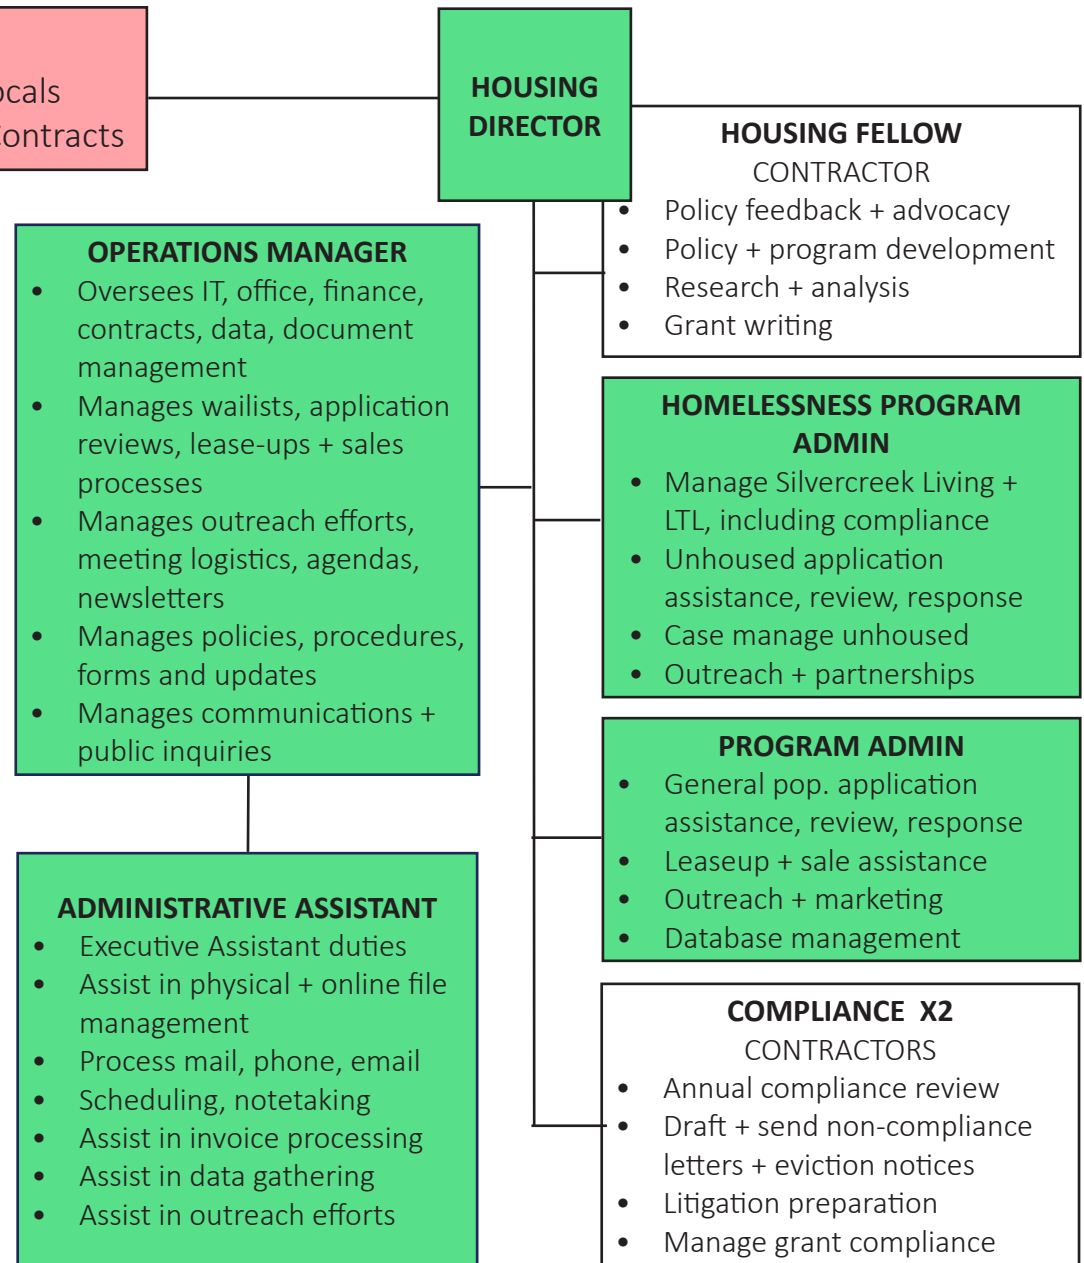 ocals
Contracts
HOUSING
DIRECTOR
HOUSING FELLOW
CONTRACTOR
• Policy feedback + advocacy
• Policy + program development
• Research + analysis
• Grant writing
OPERATIONS MANAGER
• Oversees IT, office, finance,
contracts, data, document
management
• Manages wailists, application
reviews, lease-ups + sales
processes
• Manages outreach efforts,
meeting logistics, agendas,
newsletters
• Manages policies, procedures,
forms and updates
• Manages communications +
public inquiries
HOMELESSNESS PROGRAM
ADMIN
• Manage Silvercreek Living +
LTL, including compliance
• Unhoused application
assistance, review, response
• Case manage unhoused
• Outreach + partnerships
PROGRAM ADMIN
• General pop. application
assistance, review, response
• Leaseup + sale assistance
• Outreach + marketing
• Database management
ADMINISTRATIVE ASSISTANT
• Executive Assistant duties
• Assist in physical + online file
management
• Process mail, phone, email
• Scheduling, notetaking
• Assist in invoice processing
• Assist in data gathering
• Assist in outreach efforts
COMPLIANCE X2
CONTRACTORS
• Annual compliance review
• Draft + send non-compliance
letters + eviction notices
• Litigation preparation
• Manage grant compliance